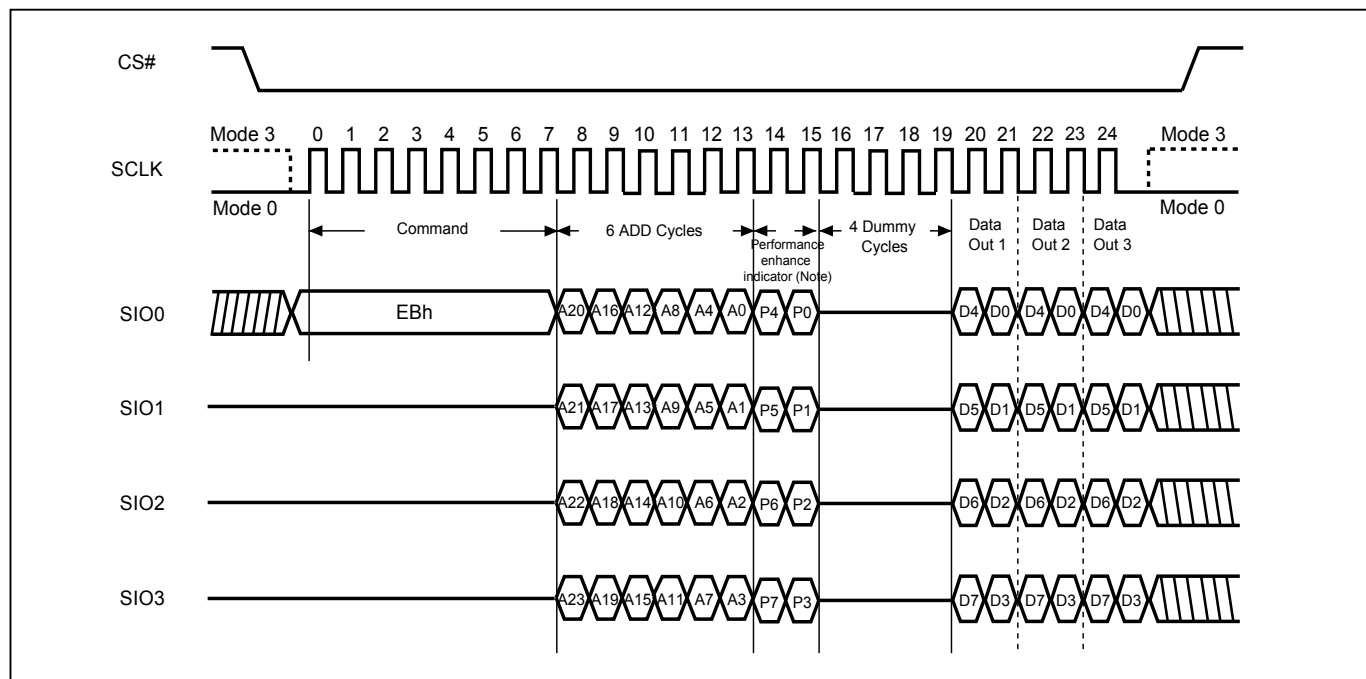 CS#
Mode 3 0 1 2 3 4 5 6 7 8 9 10 11 12 13 14 15 16 17 18 19 20 21 22 23 24 Mode 3
SCLK
Mode 0 Mode 0
Command 6 ADD Cycles Performance enhance indicator (Note) 4 Dummy Cycles Data Out 1 Data Out 2 Data Out 3
SIO0 EBh A20 A16 A12 A8 A4 A0 P4 P0 D4 D0 D4 D0 D4 D0
SIO1 A21 A17 A13 A9 A5 A1 P5 P1 D5 D1 D5 D1 D5 D1
SIO2 A22 A18 A14 A10 A6 A2 P6 P2 D6 D2 D6 D2 D6 D2
SIO3 A23 A19 A15 A11 A7 A3 P7 P3 D7 D3 D7 D3 D7 D3